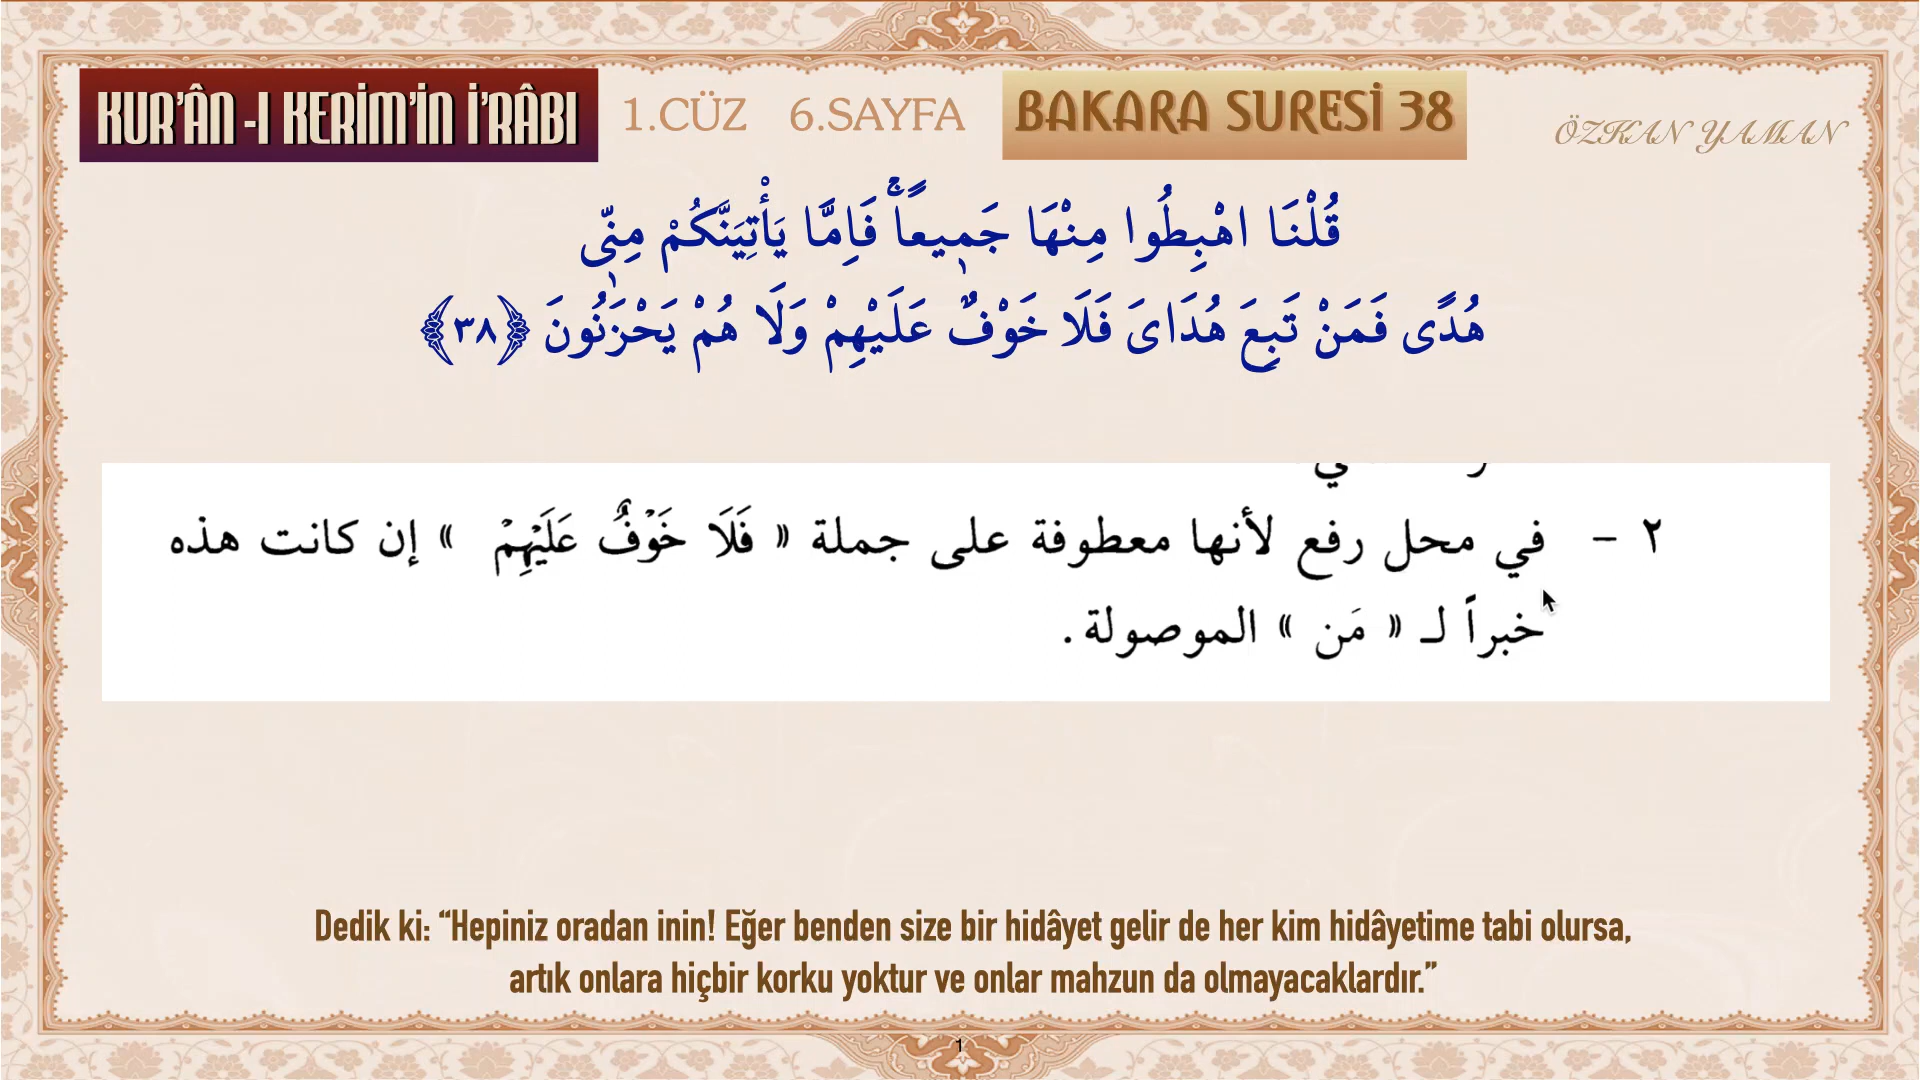 KUR’ÂN -I KERİM’İN İ’RÂBI
1.CÜZ 6.SAYFA
BAKARA SURESİ 38
ÖZKAN YAMAN
قُلْنَا اهْبِطُوا مِنْهَا جَمٖيعاًۚ فَاِمَّا يَأْتِيَنَّكُمْ مِنّٖى
هُدًى فَمَنْ تَبِعَ هُدَاىَ فَلَا خَوْفٌ عَلَيْهِمْ وَلَا هُمْ يَحْزَنُونَ ﴿٣٨﴾
٢ – في محل رفع لأنها معطوفة على جملة « فَلَا خَوْفٌ عَلَيْهِمْ » إن كانت هذه
خبراً لـ « مَن » الموصولة .
Dedik ki: “Hepiniz oradan inin! Eğer benden size bir hidâyet gelir de her kim hidâyetime tabi olursa,
artık onlara hiçbir korku yoktur ve onlar mahzun da olmayacaklardır.”
1